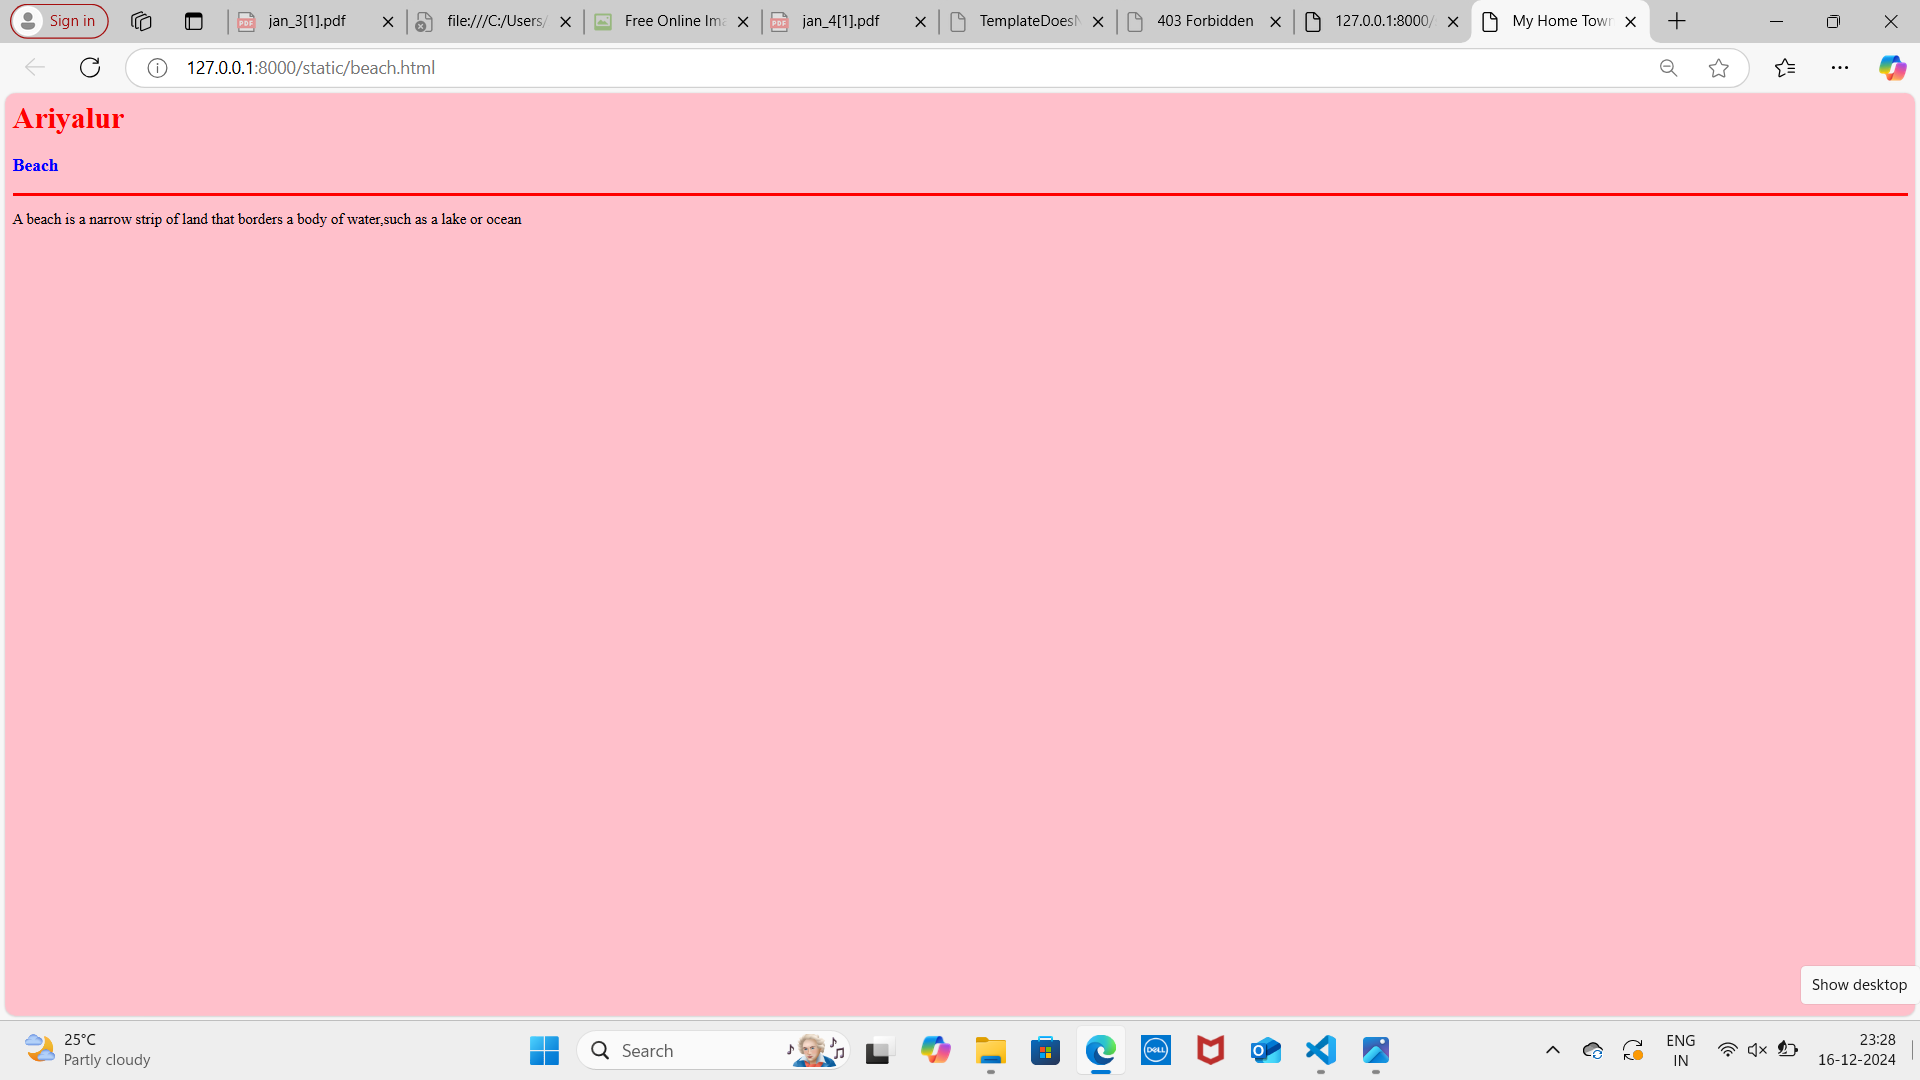 Sign in
jan_3[1].pdf
file:///C:/Users/
Free Online Ima
jan_4[1].pdf
TemplateDoesN
403 Forbidden
127.0.0.1:8000/
My Home Town
127.0.0.1:8000/static/beach.html
Ariyalur
Beach
A beach is a narrow strip of land that borders a body of water,such as a lake or ocean
Show desktop
25°C
Partly cloudy
Search
DELL
ENG
IN
23:28
16-12-2024